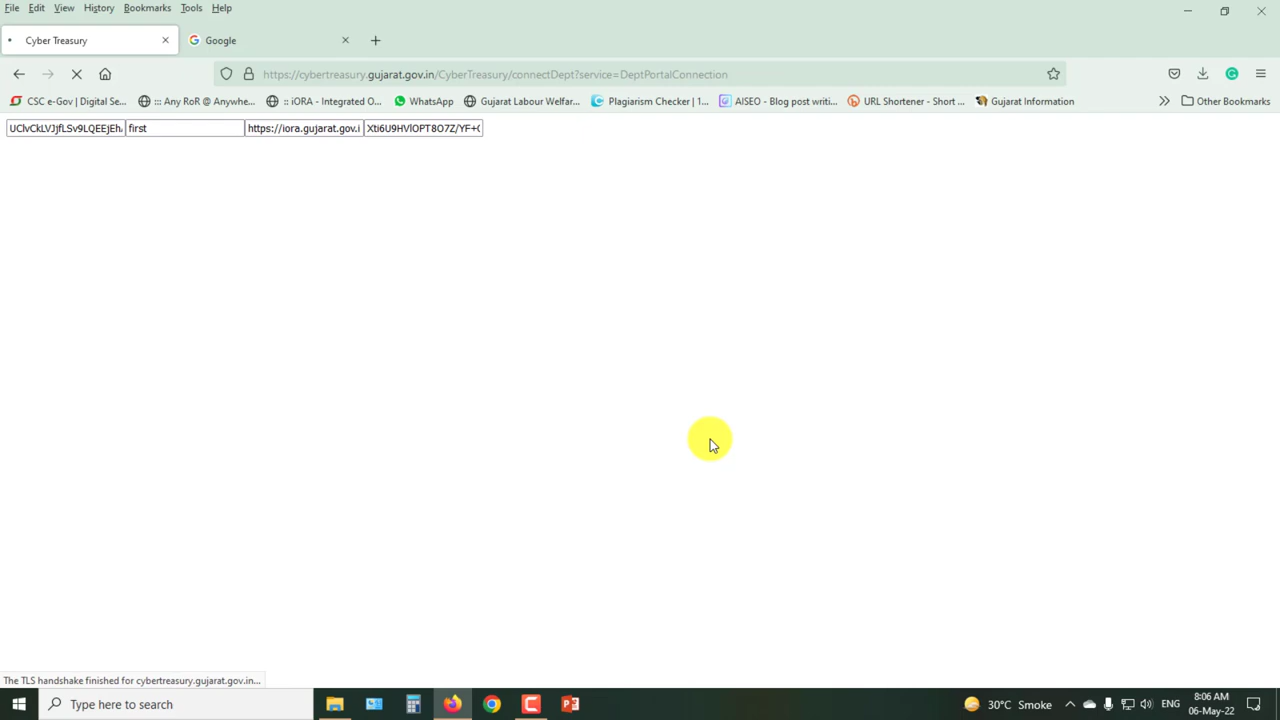 File Edit View History Bookmarks Tools Help
Cyber Treasury
Google
https://cybertreasury.gujarat.gov.in/CyberTreasury/connectDept?service=DeptPortalConnection
CSC e-Gov | Digital Se...
::: Any RoR @ Anywhe...
:: iORA - Integrated O...
WhatsApp
Gujarat Labour Welfar...
Plagiarism Checker | 1...
AISEO - Blog post writi...
URL Shortener - Short ...
Gujarat Information
Other Bookmarks
first
https://iora.gujarat.gov.i
The TLS handshake finished for cybertreasury.gujarat.gov.in...
Type here to search
30°C Smoke
ENG
8:06 AM
06-May-22